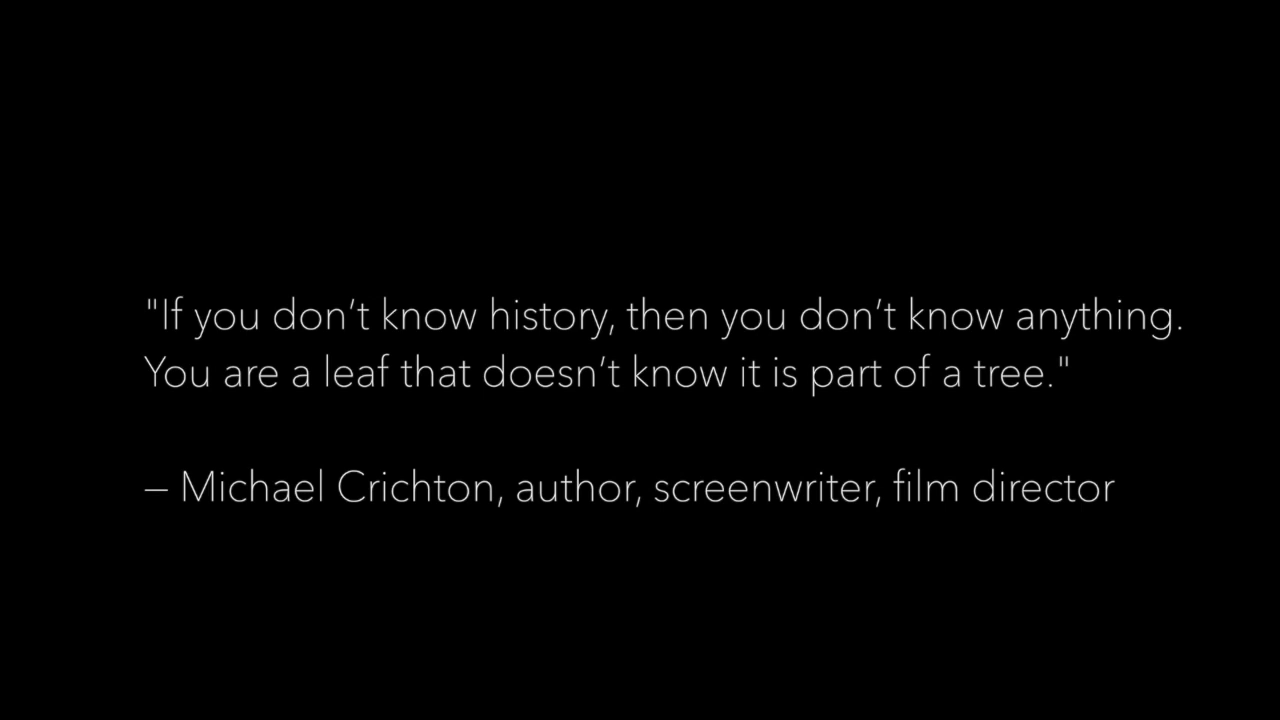 "If you don’t know history, then you don’t know anything.
You are a leaf that doesn’t know it is part of a tree."
– Michael Crichton, author, screenwriter, film director